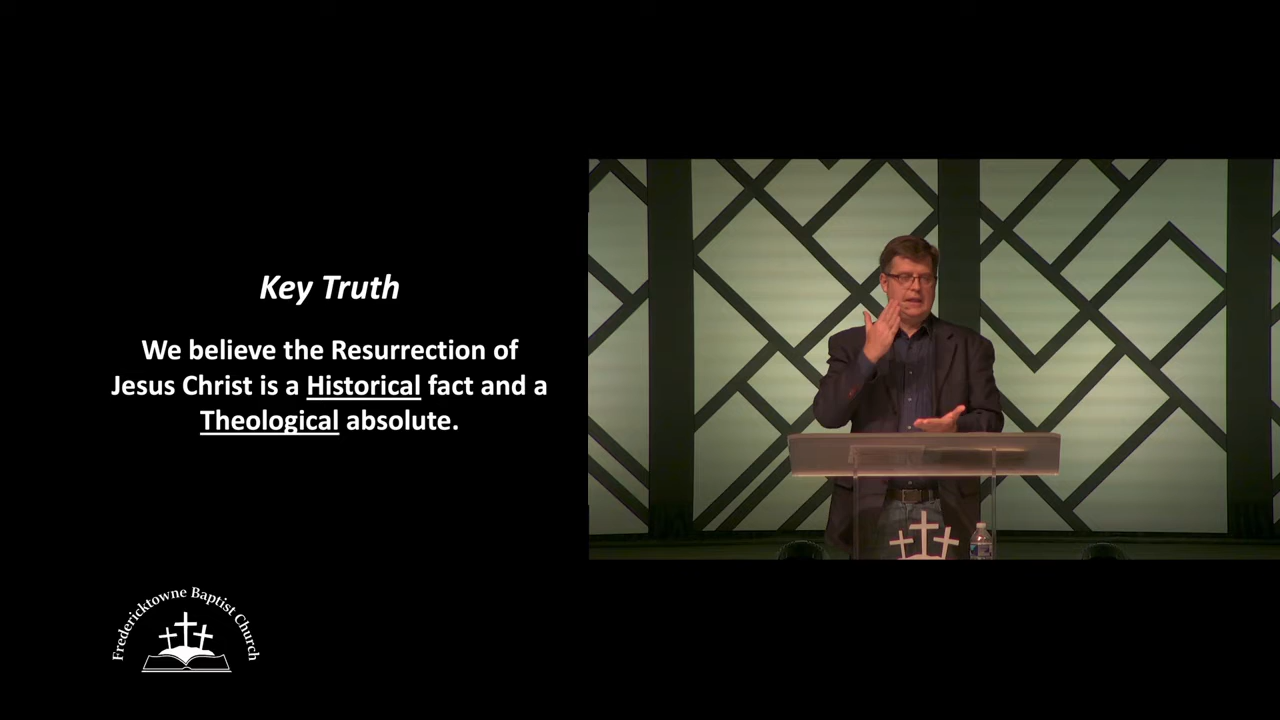 Key Truth
We believe the Resurrection of
Jesus Christ is a Historical fact and a
Theological absolute.
Fredericktowne Baptist Church